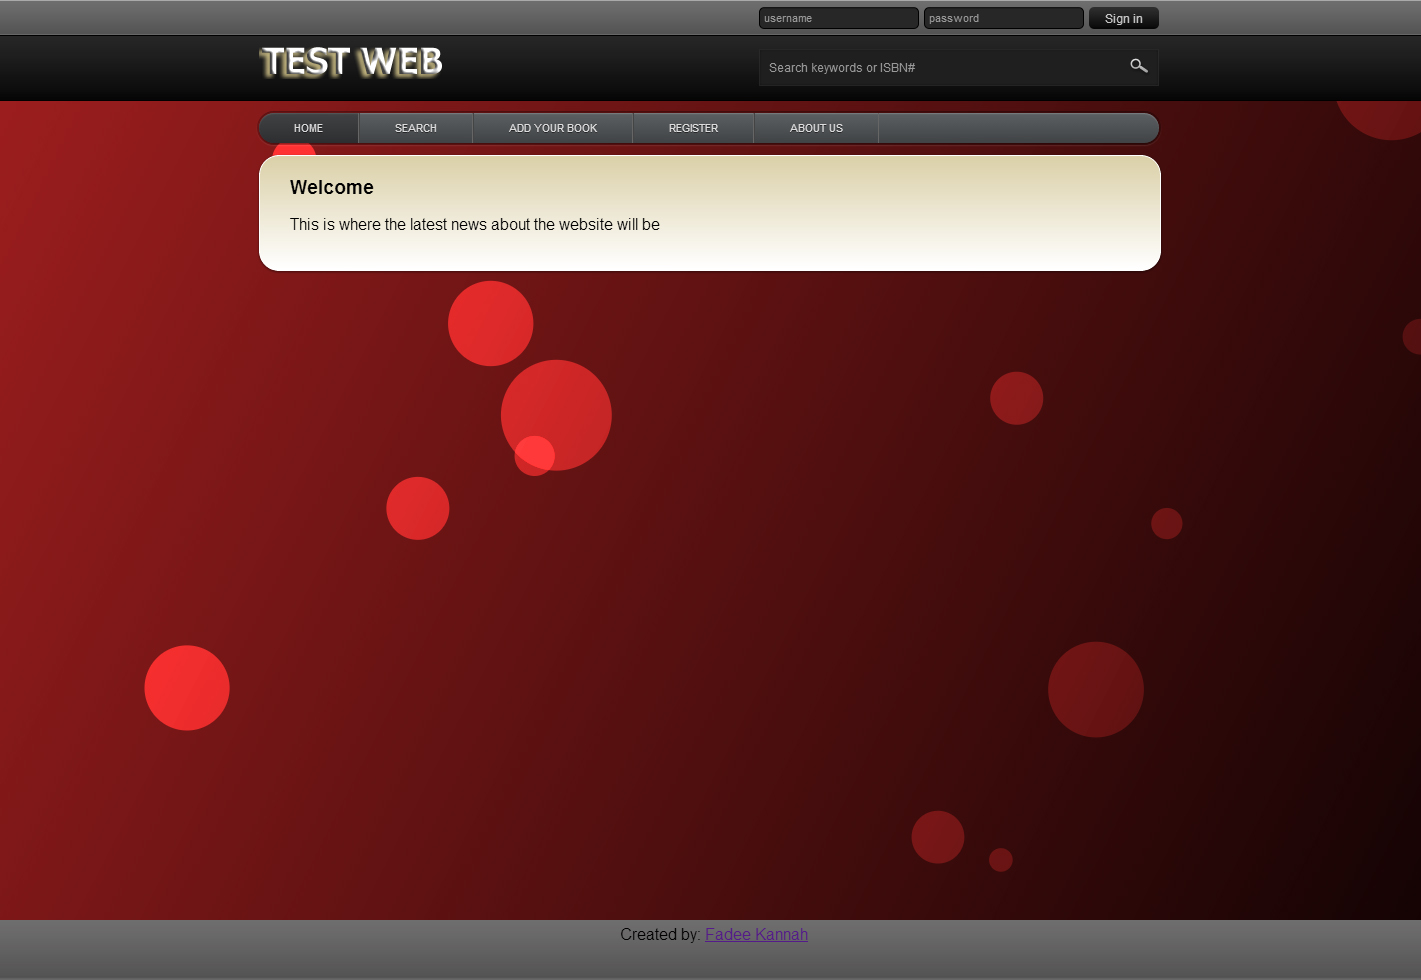 username password Sign in
TEST WEB
Search keywords or ISBN#
HOME SEARCH ADD YOUR BOOK REGISTER ABOUT US
Welcome
This is where the latest news about the website will be
Created by: Fadee Kannah